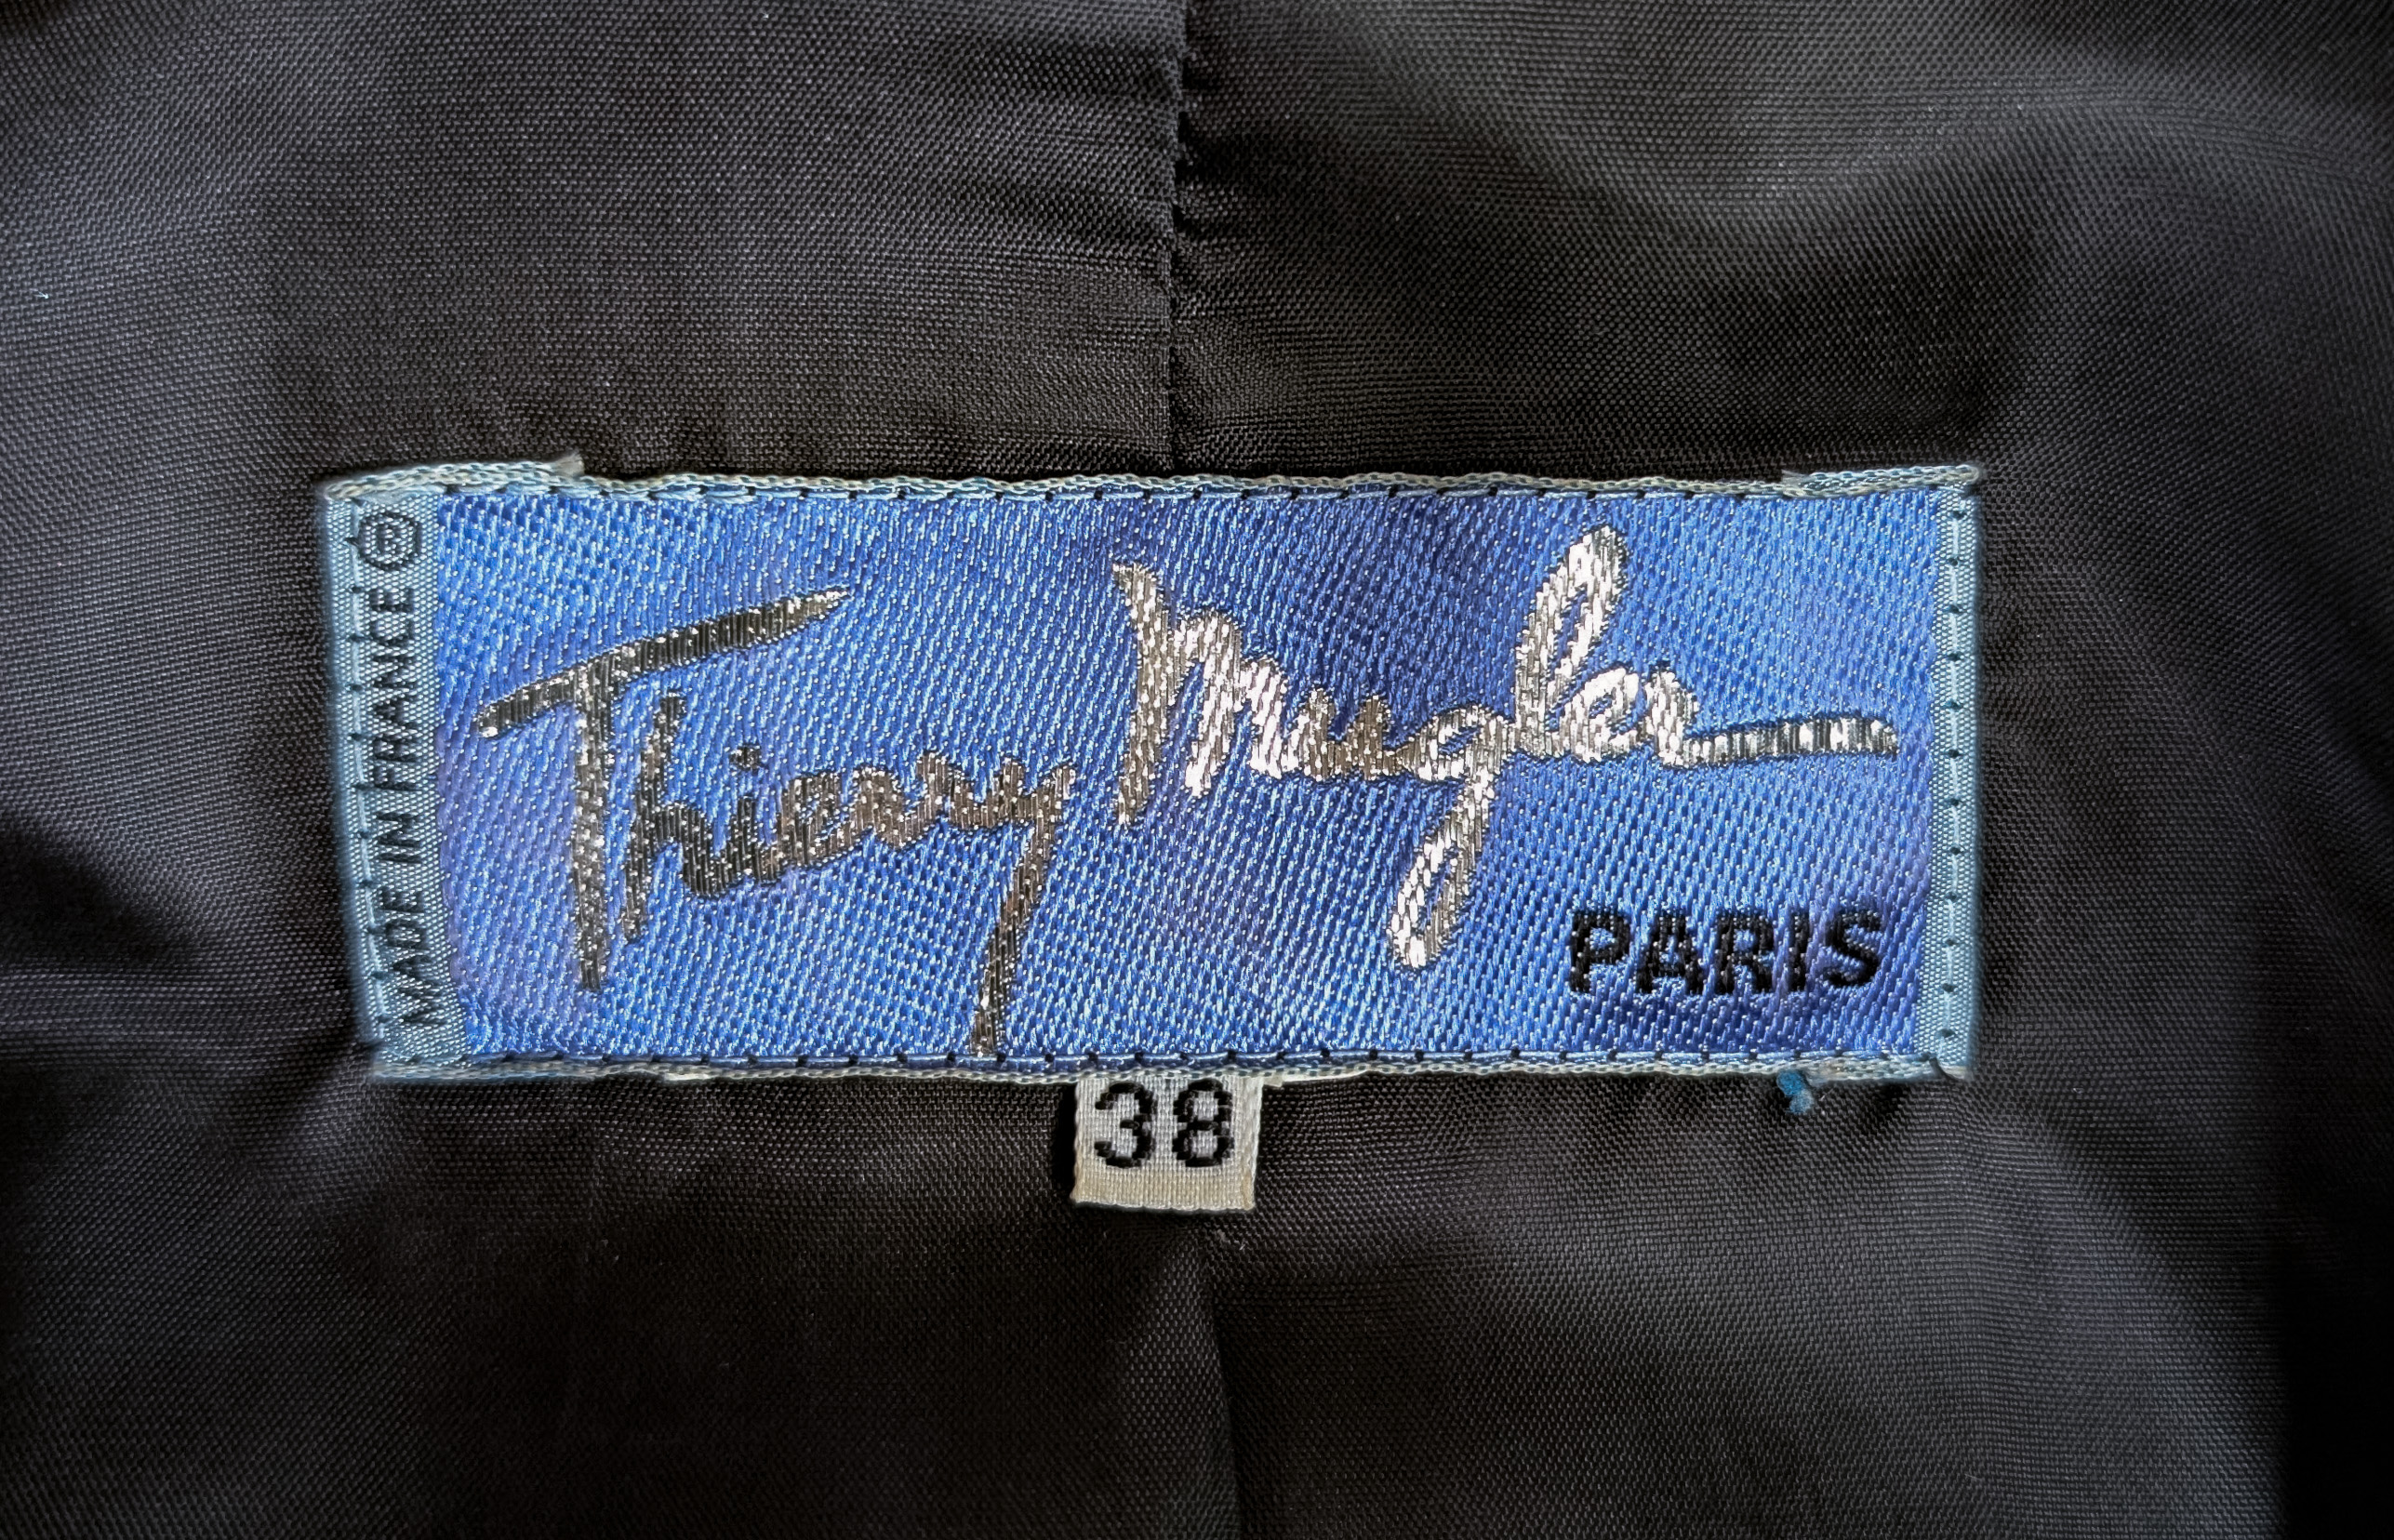 MADE IN FRANCE ®
Thierry Mugler
PARIS
38